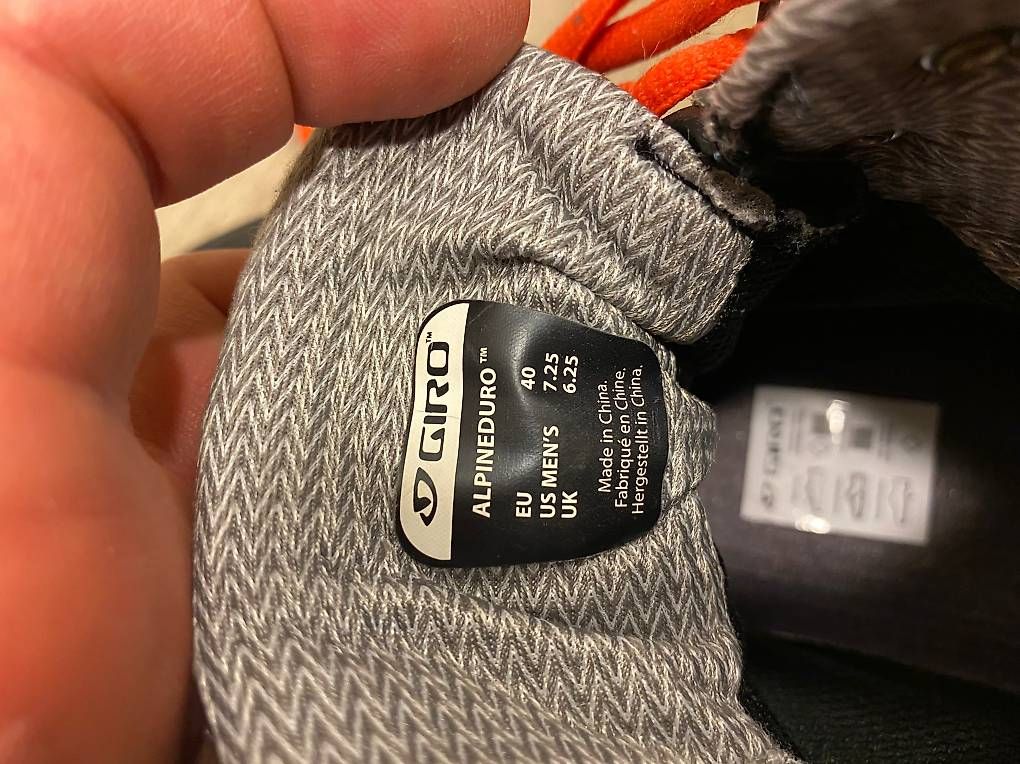 GIRO™
ALPINEDURO™
EU 40
US MEN'S 7.25
UK 6.25
Made in China.
Fabriqué en Chine.
Hergestellt in China.